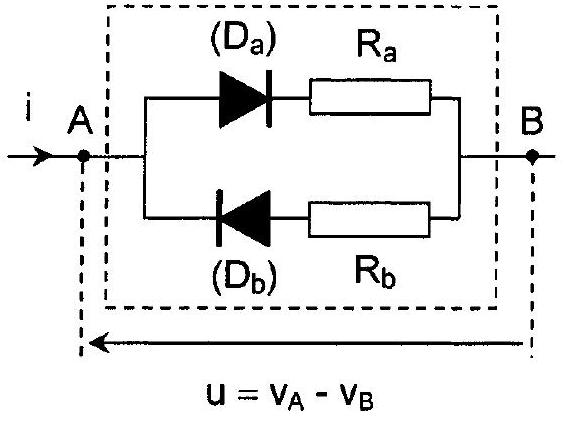 (Da)
Ra
i
A
B
(Db)
Rb
u = vA - vB